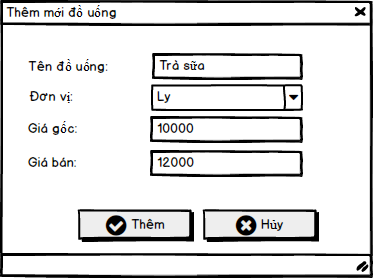 Thêm mới đồ uống
Tên đồ uống: Trà sữa
Đơn vị: Ly
Giá gốc: 10000
Giá bán: 12000
Thêm Hủy